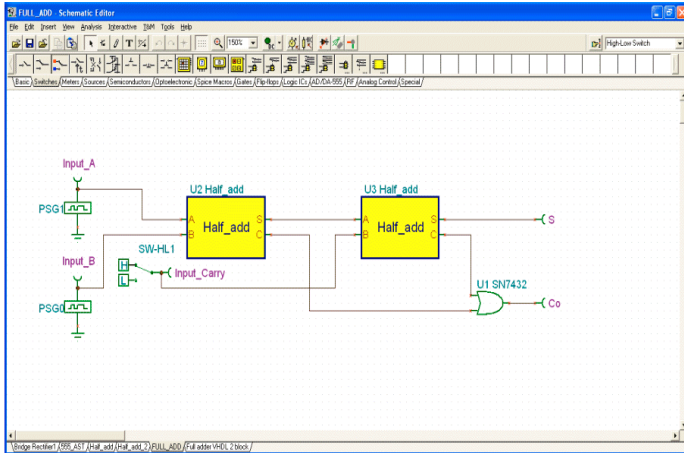 FULL_ADD - Schematic Editor
File Edit Insert View Analysis Interactive T&M Tools Help
150% High-Low Switch
Basic Switches Meters Sources Semiconductors Optoelectronic Spice Macros Gates Flip-flops Logic ICs AD/DA-555 RF Analog Control Special
Input_A
U2 Half_add U3 Half_add
PSG1 A S A S S
Half_add Half_add
B C B C
SW-HL1
Input_B H Input_Carry
L U1 SN7432
PSG0 Co
Bridge Rectifier1 555_AST Half_add Half_add_2 FULL_ADD Full adder VHDL 2 block